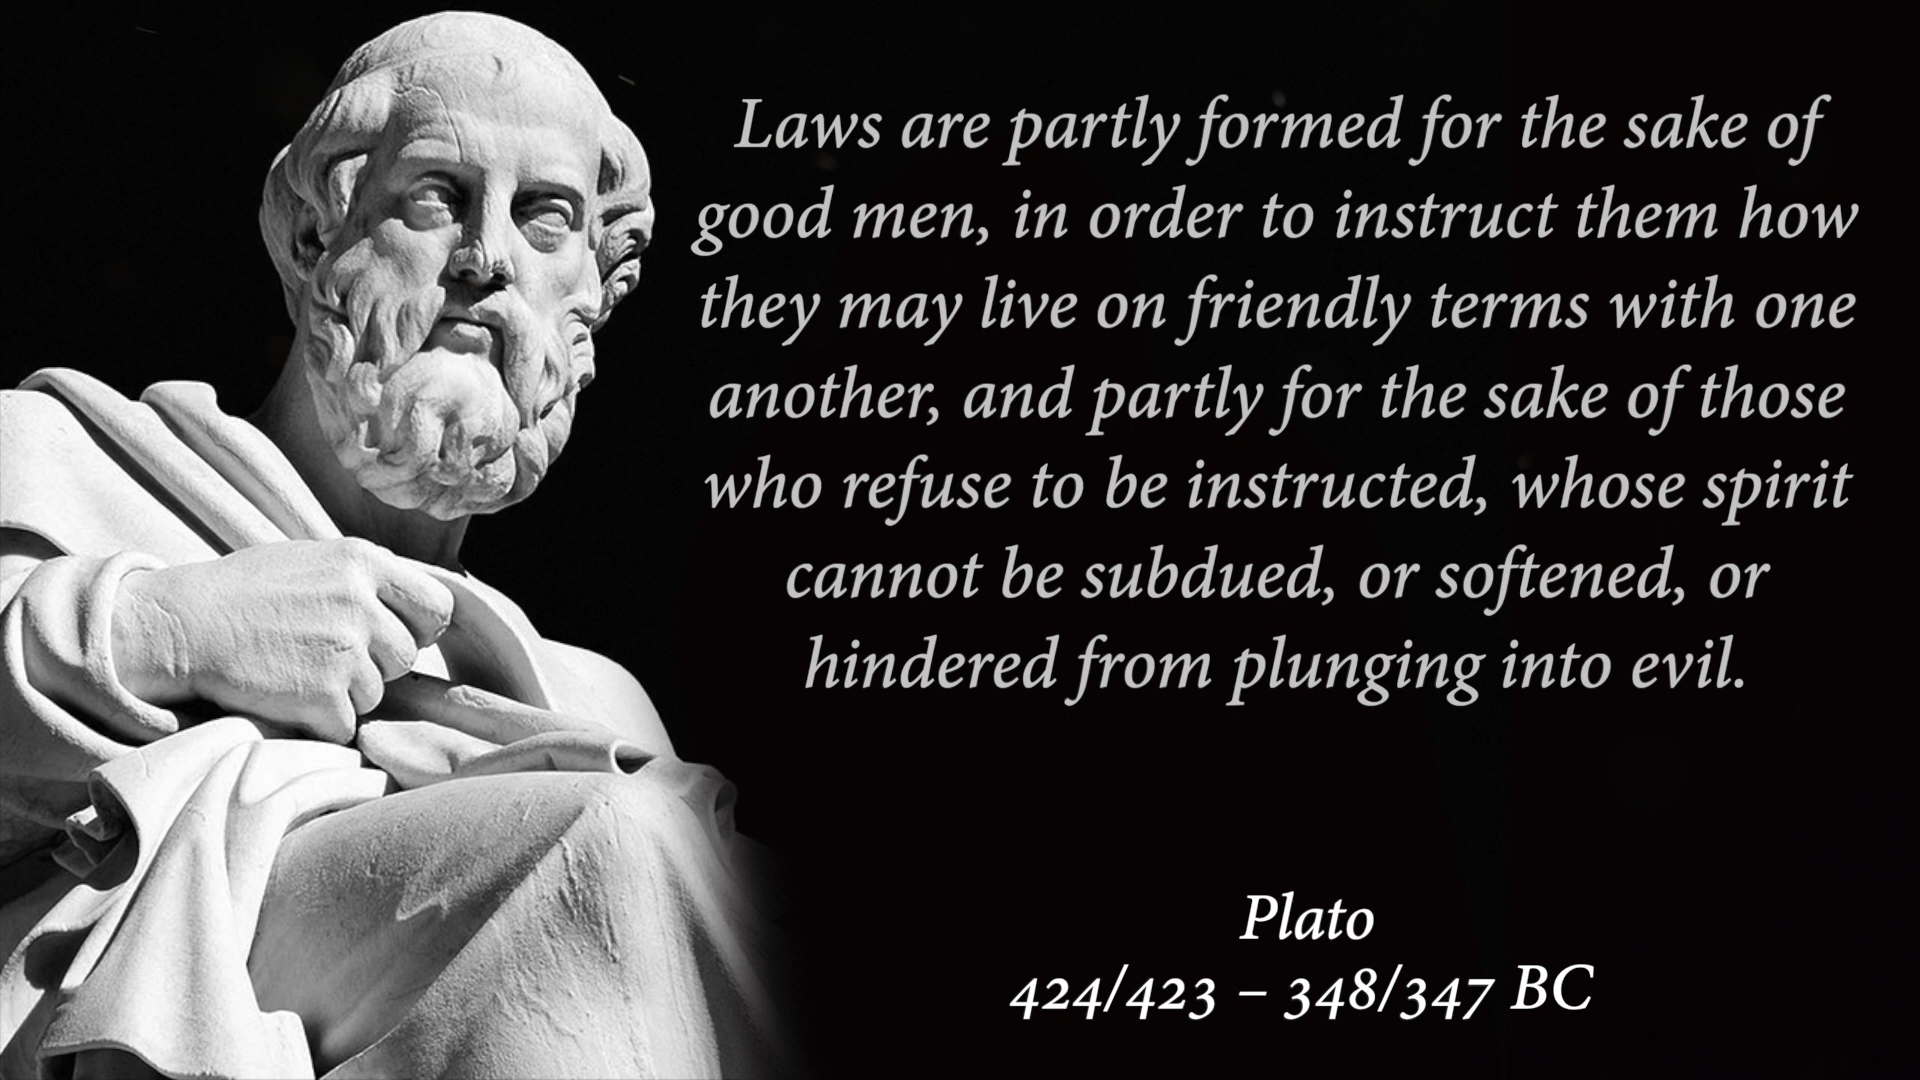 Laws are partly formed for the sake of
good men, in order to instruct them how
they may live on friendly terms with one
another, and partly for the sake of those
who refuse to be instructed, whose spirit
cannot be subdued, or softened, or
hindered from plunging into evil.
Plato
424/423 – 348/347 BC